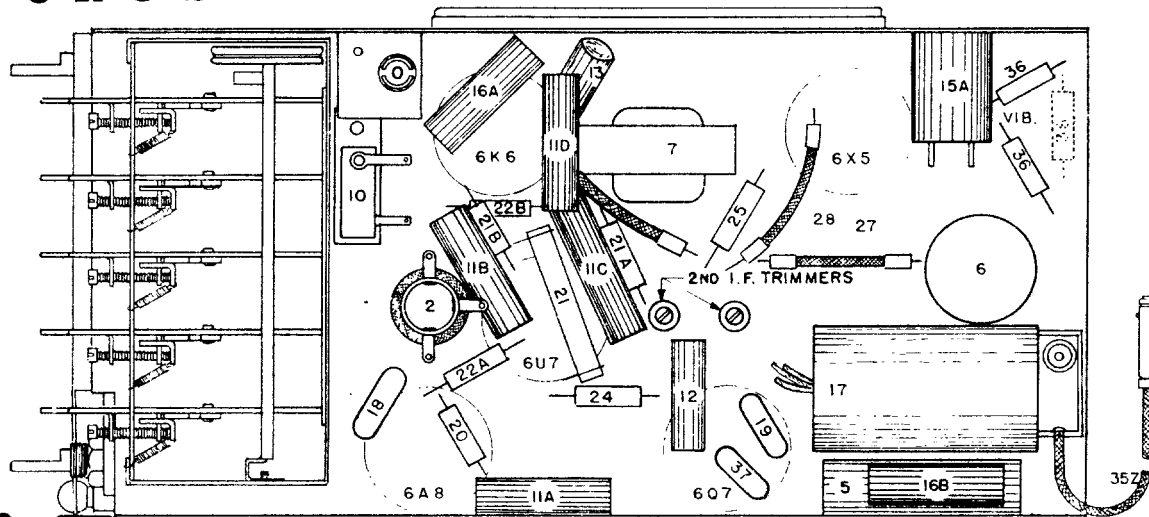 O
16A
13
15A
36
VIB.
36
11D
7
6K6
6X5
10
22B
21B
25
28
27
11B
11C
21A
6
2ND I.F. TRIMMERS
2
21
6U7
22A
17
18
24
12
19
20
37
6A8
11A
6Q7
5
16B
35Z